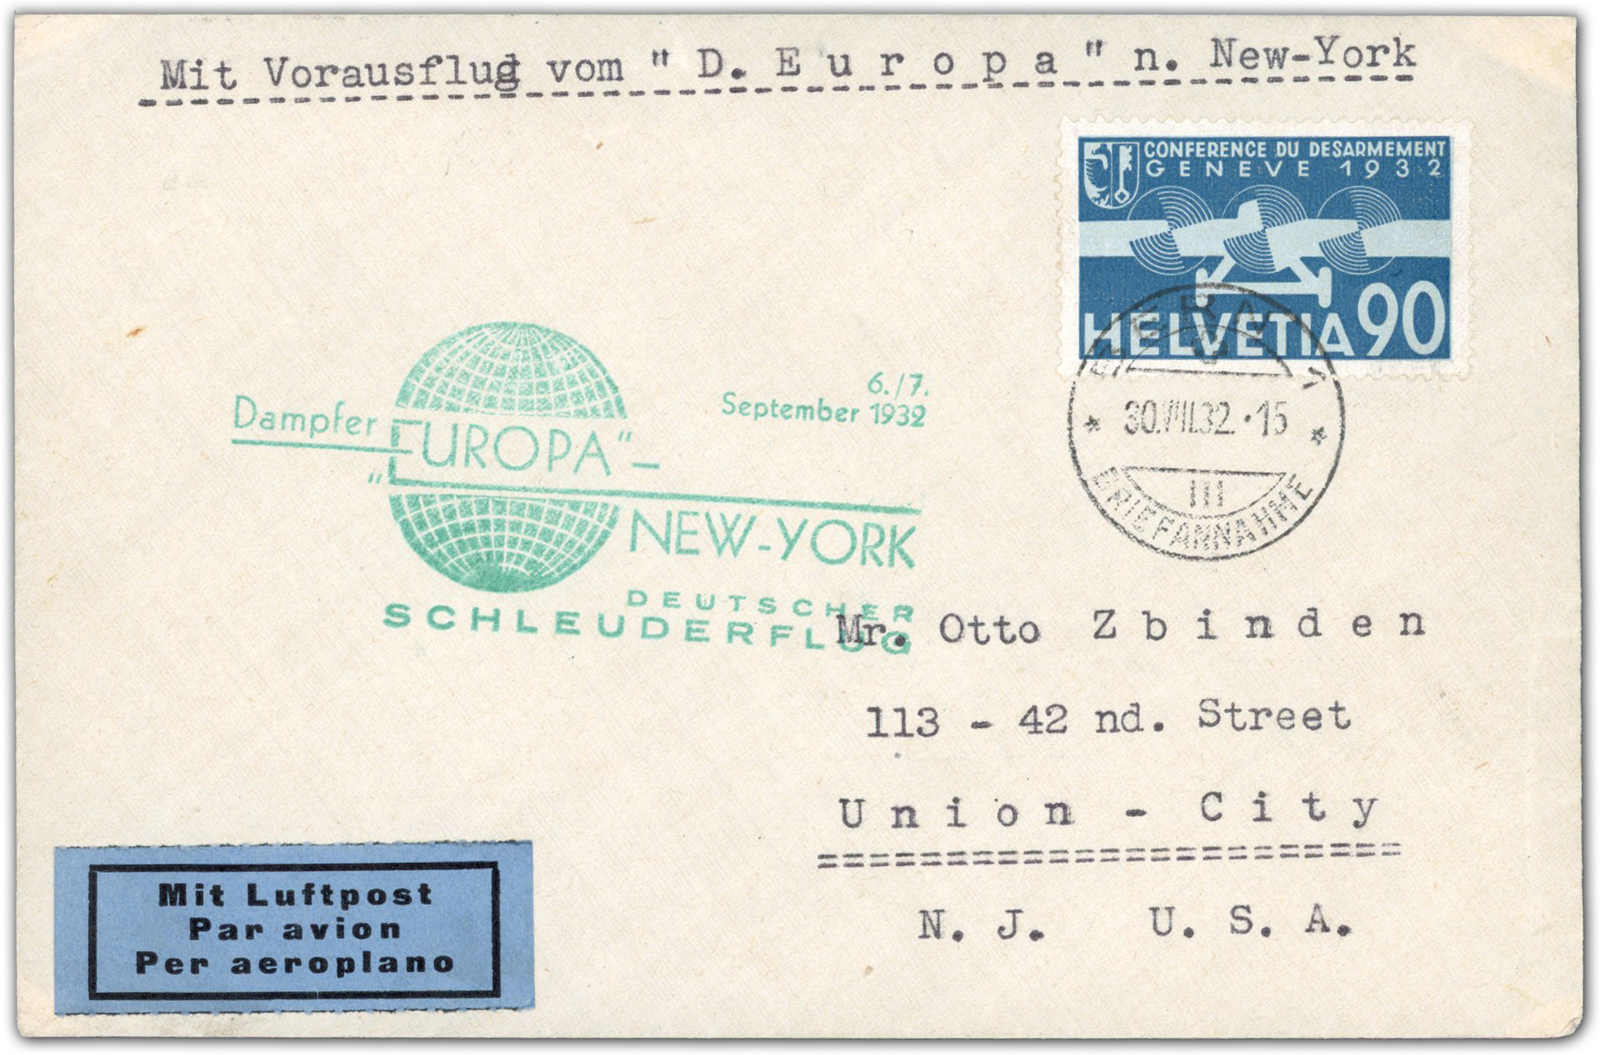 Mit Vorausflug vom " D. E u r o p a " n. New-York
CONFERENCE DU DESARMEMENT
GENEVE 1932
HELVETIA 90
BERN 1
30.VIII.32.·15
III
BRIEFANNAHME
6./7.
September 1932
Dampfer
„EUROPA“–
NEW-YORK
DEUTSCHER
SCHLEUDERFLUG
Mr. Otto Z b i n d e n
113 - 42 nd. Street
U n i o n - C i t y
N. J. U. S. A.
Mit Luftpost
Par avion
Per aeroplano